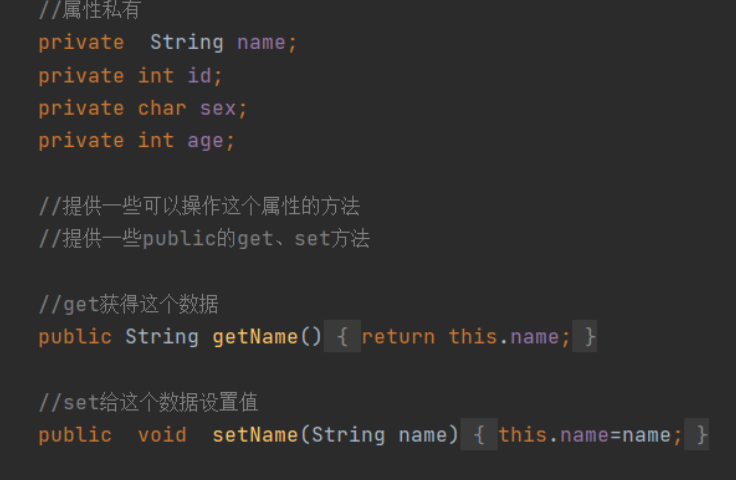 //属性私有
private  String name;
private int id;
private char sex;
private int age;
//提供一些可以操作这个属性的方法
//提供一些public的get、set方法
//get获得这个数据
public String getName() { return this.name; }
//set给这个数据设置值
public  void  setName(String name) { this.name=name; }